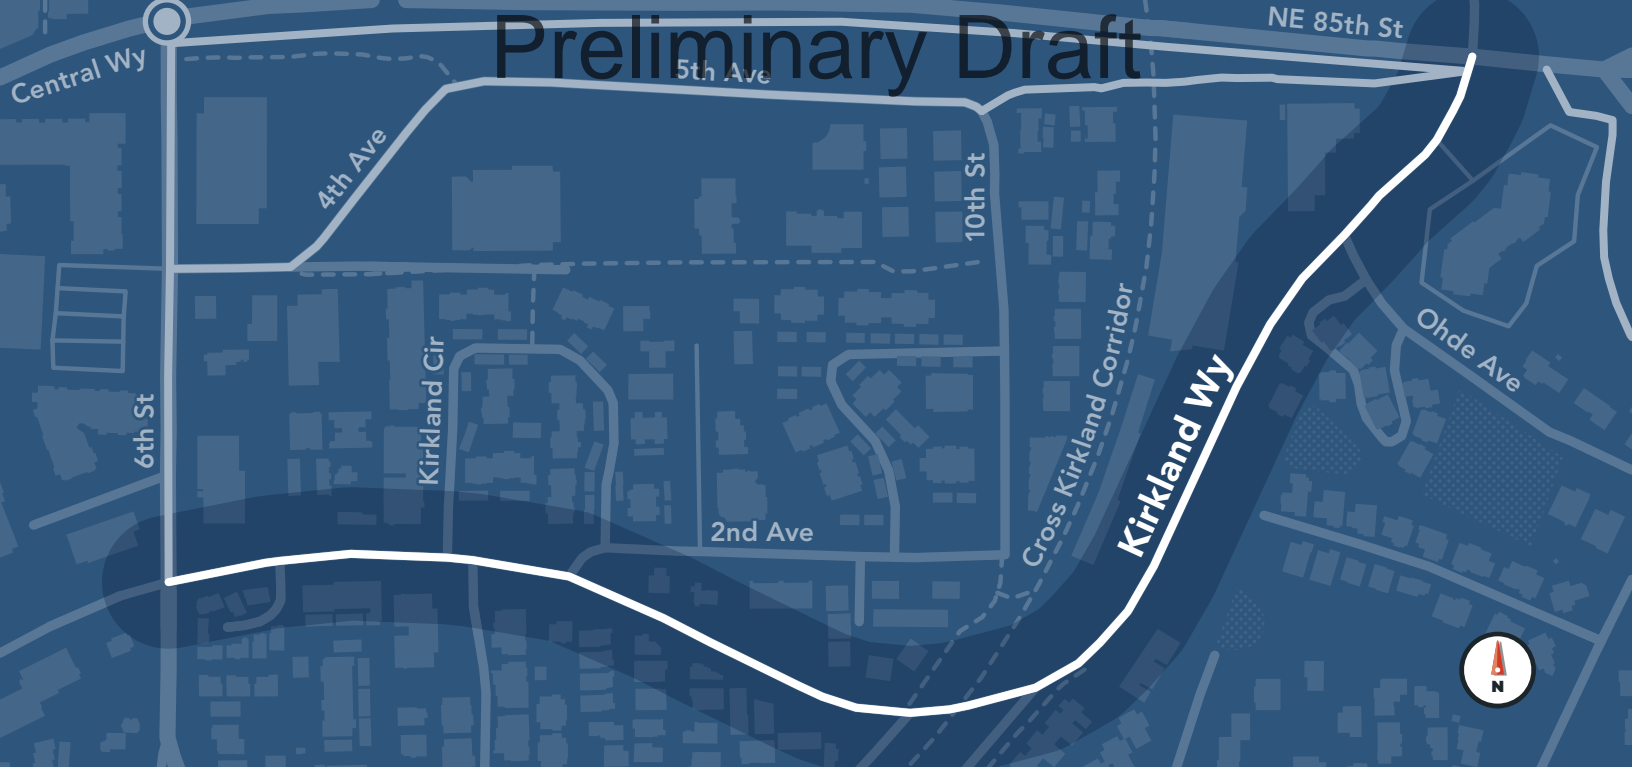 Preliminary Draft
NE 85th St
Central Wy
5th Ave
4th Ave
10th St
Cross Kirkland Corridor
Kirkland Wy
Ohde Ave
Kirkland Cir
6th St
2nd Ave
N